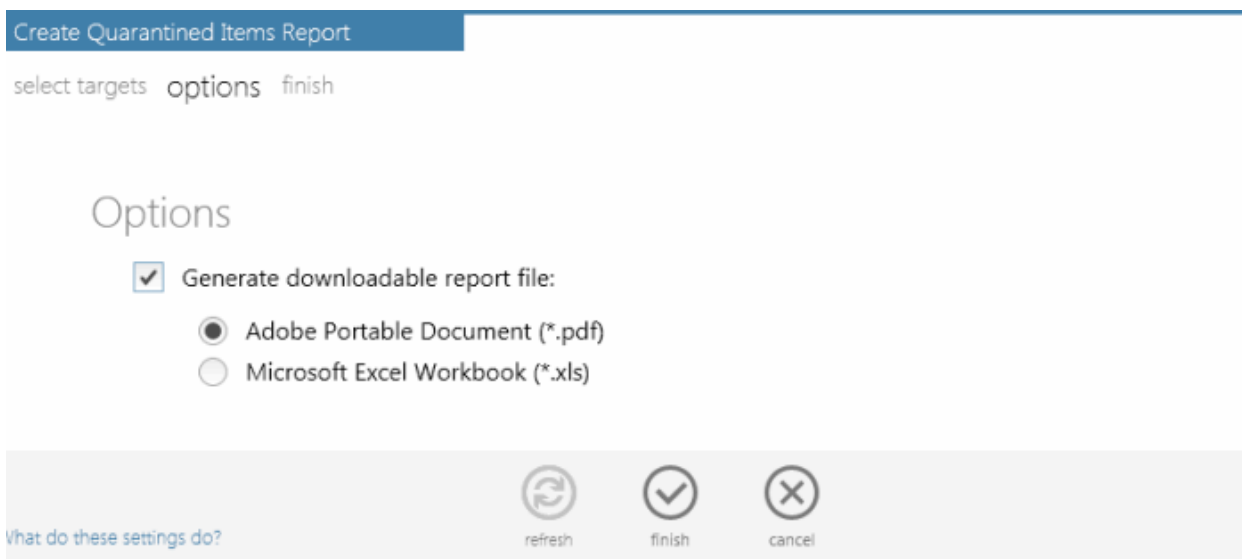 Create Quarantined Items Report
select targets options finish
Options
Generate downloadable report file:
Adobe Portable Document (*.pdf)
Microsoft Excel Workbook (*.xls)
What do these settings do?
refresh finish cancel